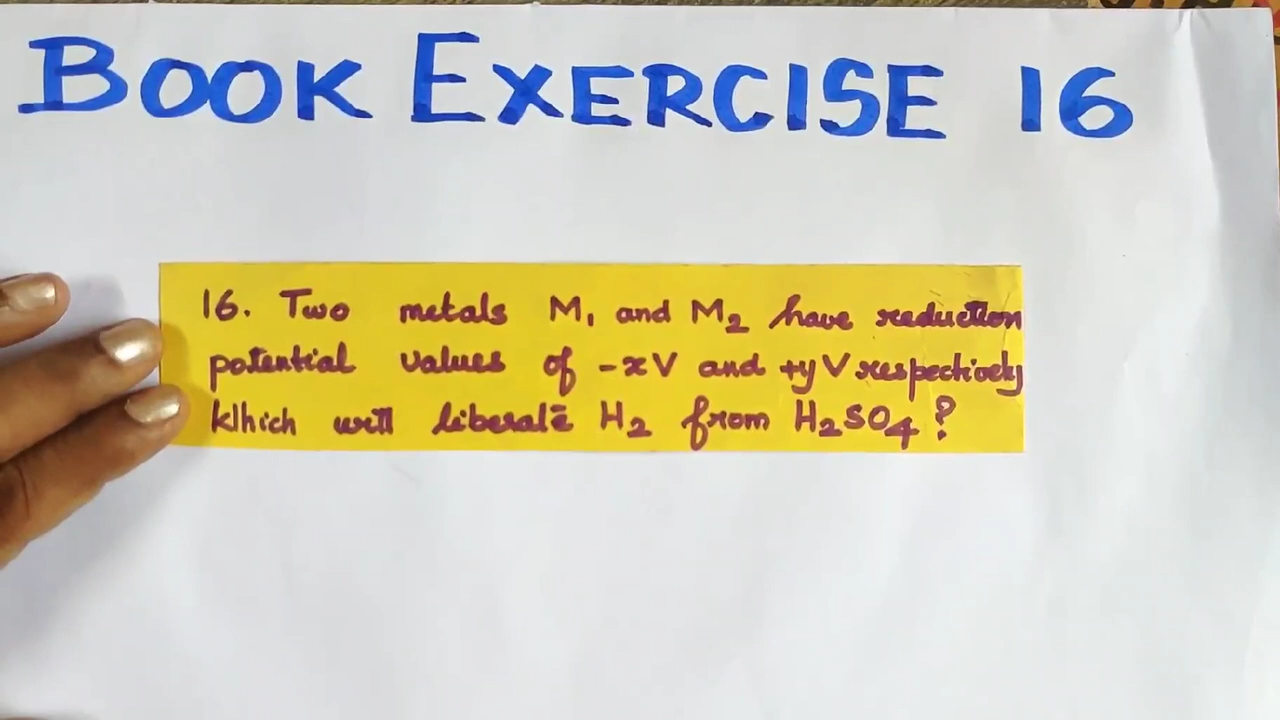 BOOK EXERCISE 16
16. Two metals M₁ and M₂ have reduction
potential values of -xV and +yV respectively
Which will liberate H₂ from H₂SO₄?